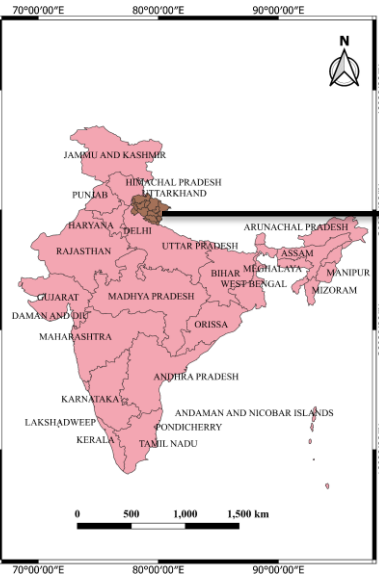 70°00'00"E 80°00'00"E 90°00'00"E
N
JAMMU AND KASHMIR
HIMACHAL PRADESH
PUNJAB
UTTARKHAND
HARYANA
DELHI
ARUNACHAL PRADESH
RAJASTHAN
UTTAR PRADESH
ASSAM
BIHAR
MEGHALAYA
MANIPUR
WEST BENGAL
MIZORAM
GUJARAT
MADHYA PRADESH
DAMAN AND DIU
ORISSA
MAHARASHTRA
ANDHRA PRADESH
KARNATAKA
ANDAMAN AND NICOBAR ISLANDS
LAKSHADWEEP
PONDICHERRY
KERALA
TAMIL NADU
0 500 1,000 1,500 km
70°00'00"E 80°00'00"E 90°00'00"E